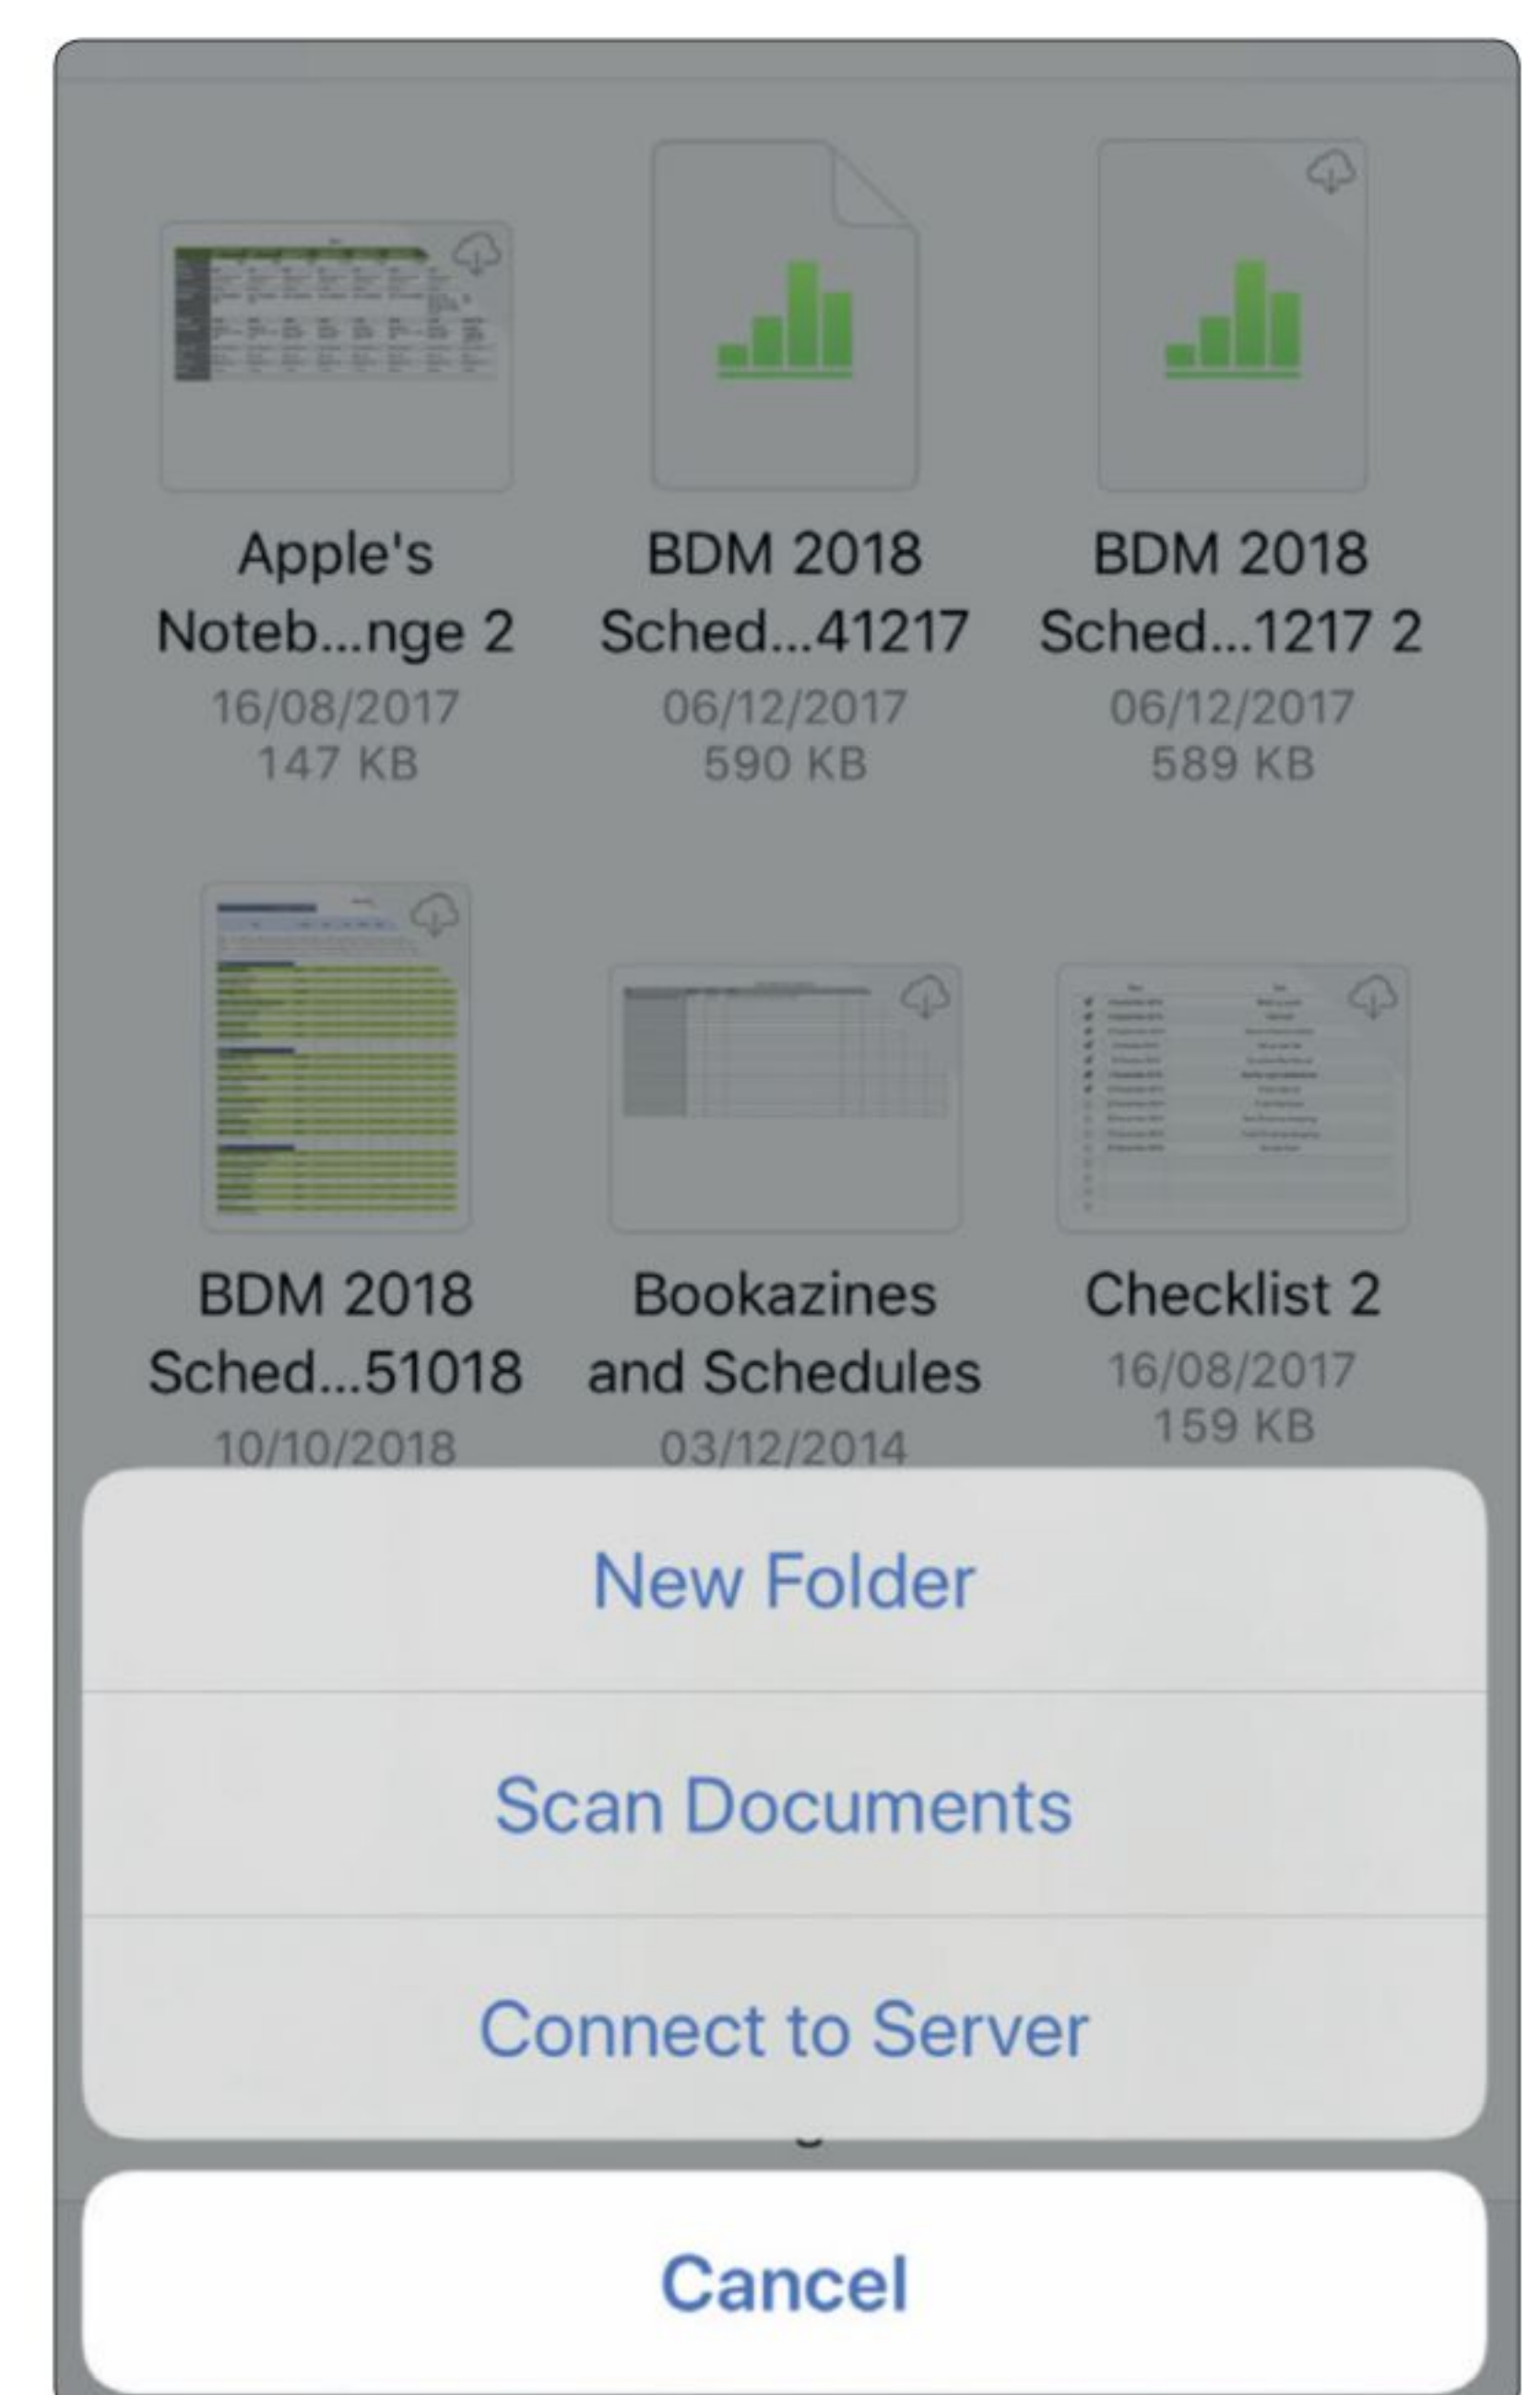 Apple's
Noteb...nge 2
16/08/2017
147 KB
BDM 2018
Sched...41217
06/12/2017
590 KB
BDM 2018
Sched...1217 2
06/12/2017
589 KB
BDM 2018
Sched...51018
10/10/2018
Bookazines
and Schedules
03/12/2014
Checklist 2
16/08/2017
159 KB
New Folder
Scan Documents
Connect to Server
Cancel